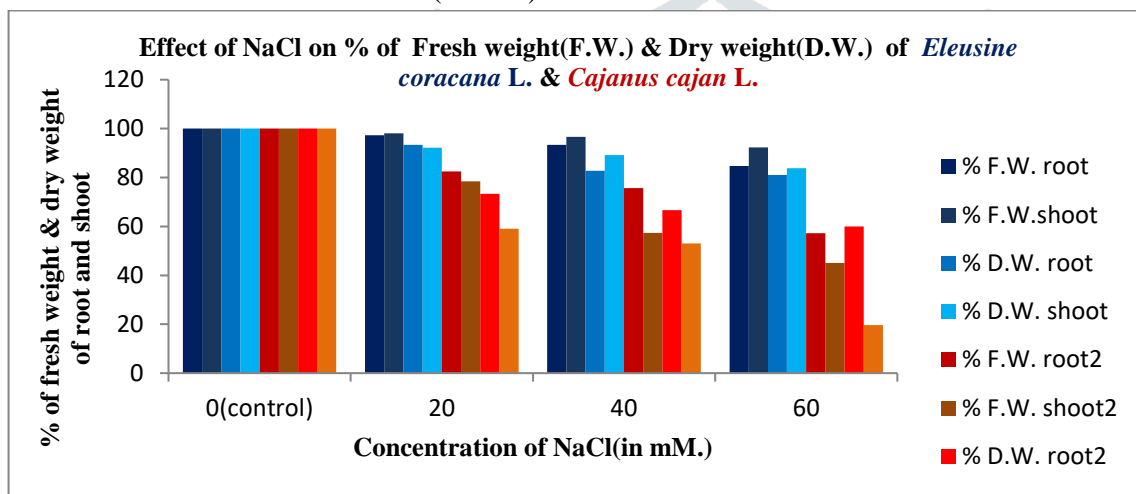 Effect of NaCl on % of Fresh weight(F.W.) & Dry weight(D.W.) of Eleusine
coracana L. & Cajanus cajan L.
% of fresh weight & dry weight
of root and shoot
120
100
80
60
40
20
0
0(control)
20
40
60
Concentration of NaCl(in mM.)
% F.W. root
% F.W.shoot
% D.W. root
% D.W. shoot
% F.W. root2
% F.W. shoot2
% D.W. root2